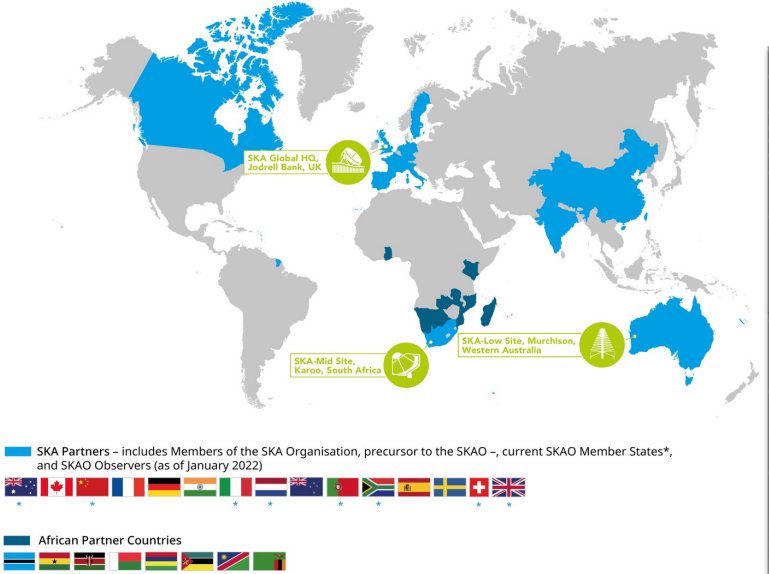 SKA Global HQ,
Jodrell Bank, UK
SKA-Low Site, Murchison,
Western Australia
SKA-Mid Site,
Karoo, South Africa
SKA Partners – includes Members of the SKA Organisation, precursor to the SKAO –, current SKAO Member States*,
and SKAO Observers (as of January 2022)
* * * * * * * *
African Partner Countries